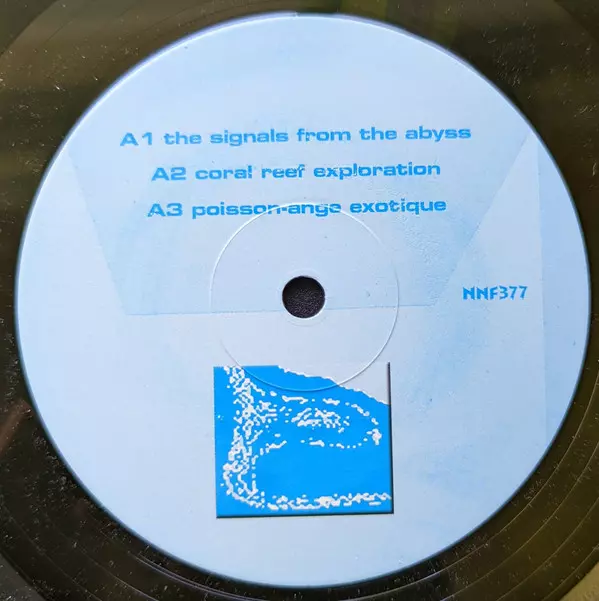 A1 the signals from the abyss
A2 coral reef exploration
A3 poisson-ange exotique
NNF377